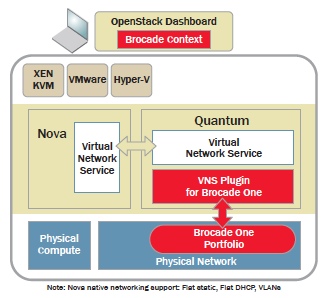 OpenStack Dashboard
Brocade Context
XEN
KVM
VMware
Hyper-V
Nova
Virtual
Network
Service
Quantum
Virtual
Network Service
VNS Plugin
for Brocade One
Physical
Compute
Brocade One
Portfolio
Physical Network
Note: Nova native networking support: Flat static, Flat DHCP, VLANs